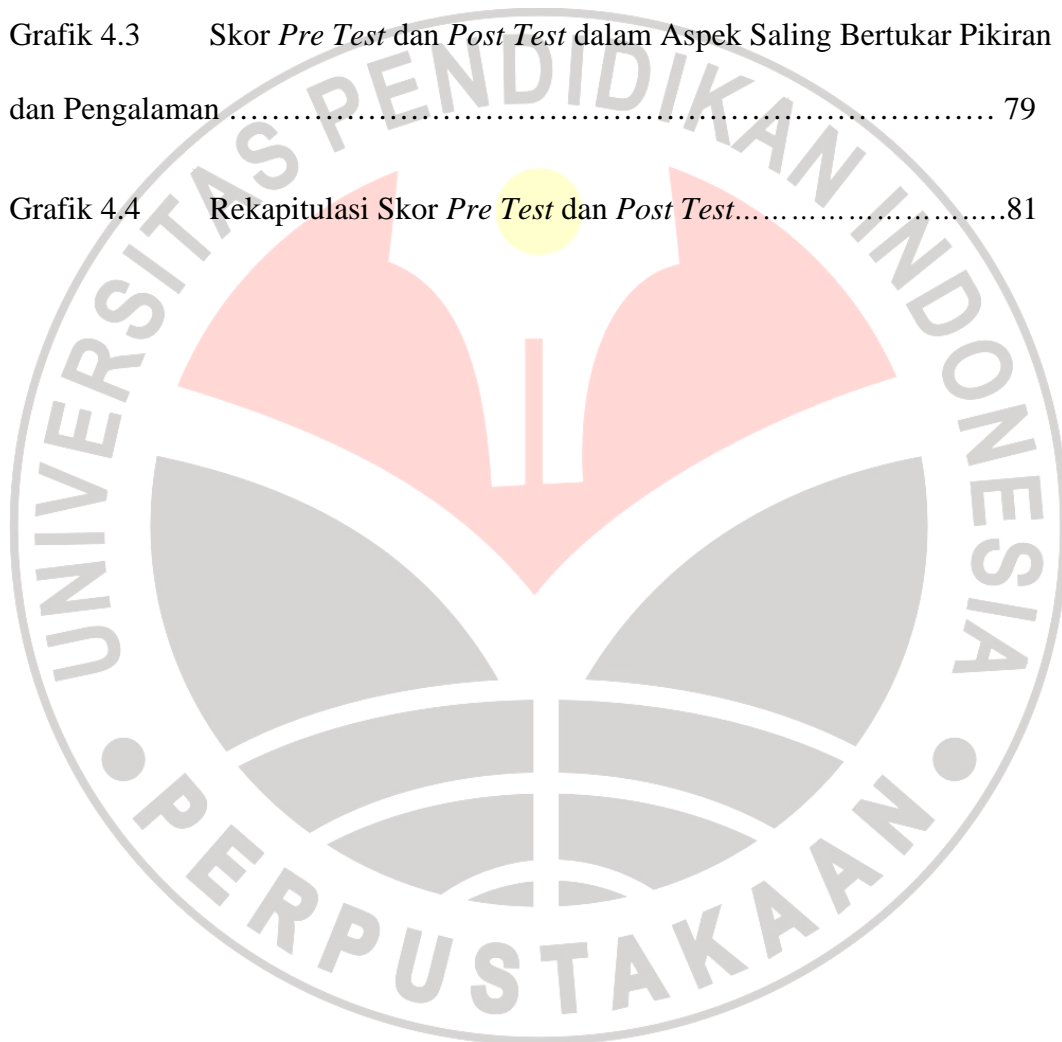 Grafik 4.3 Skor Pre Test dan Post Test dalam Aspek Saling Bertukar Pikiran
dan Pengalaman ……………………………………………………………… 79
Grafik 4.4 Rekapitulasi Skor Pre Test dan Post Test……………………….81
UNIVERSITAS PENDIDIKAN INDONESIA
PERPUSTAKAAN